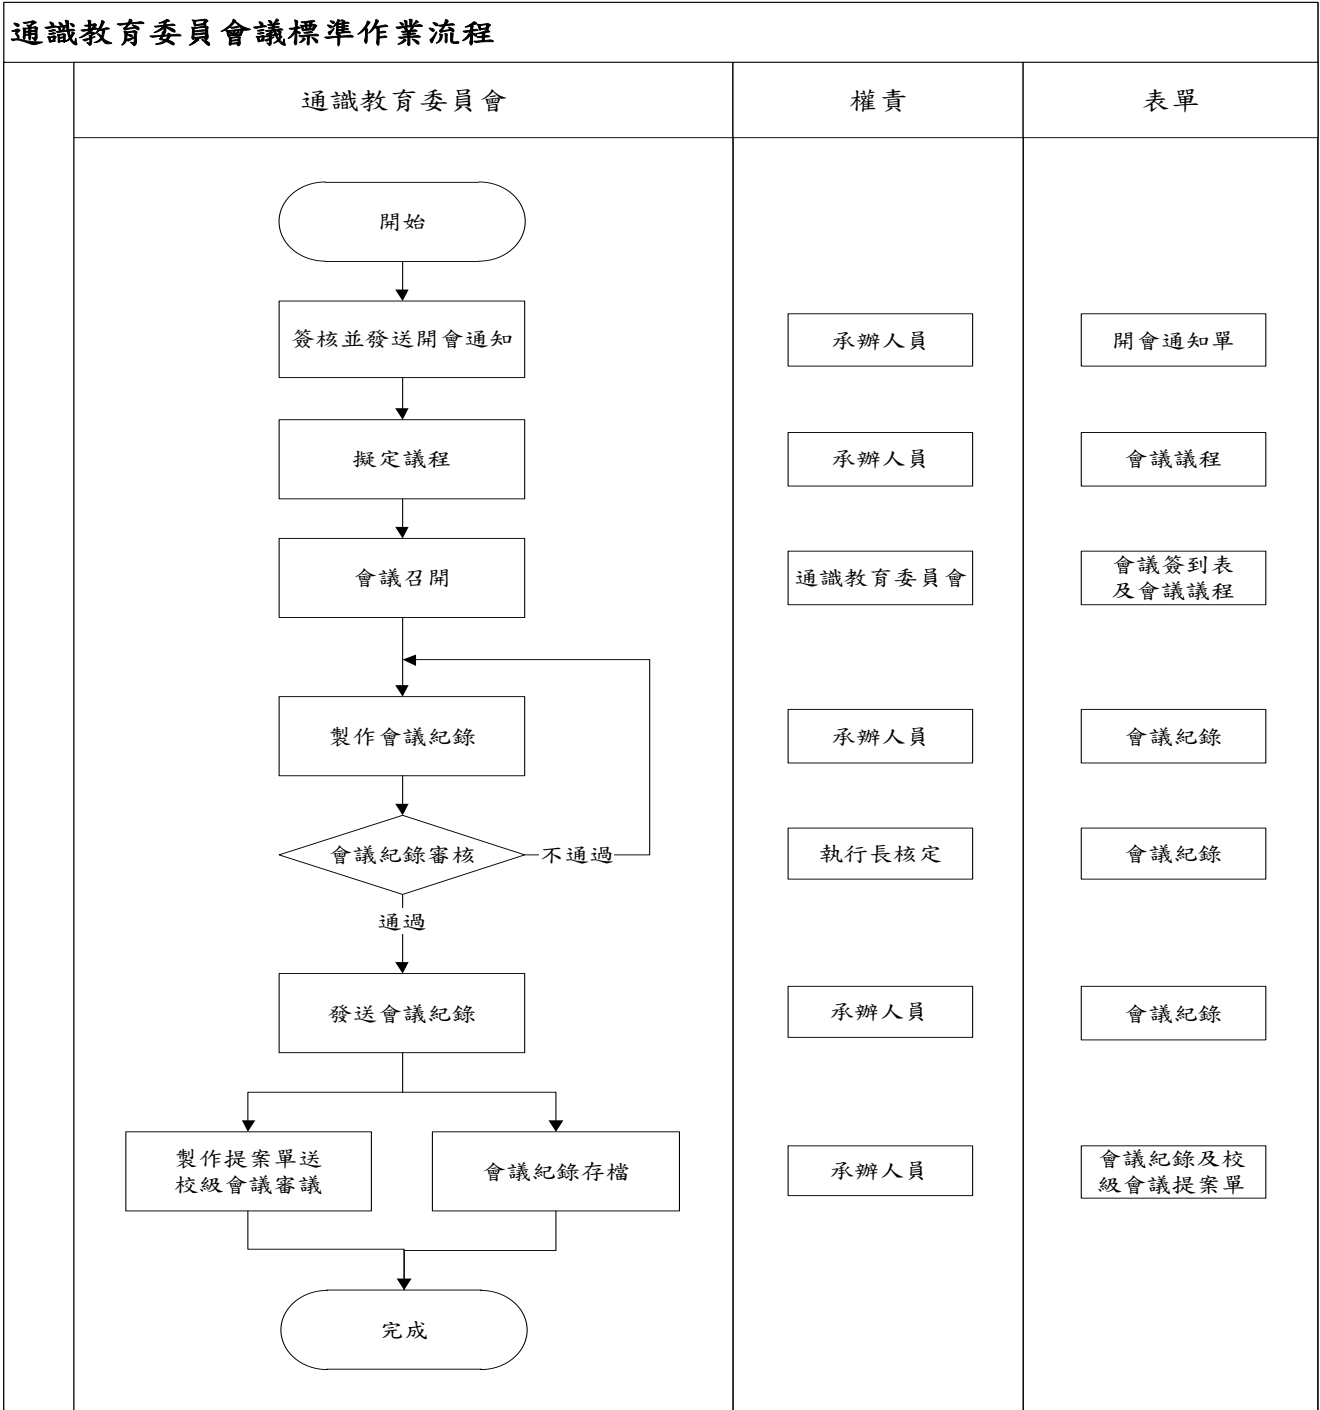 通識教育委員會議標準作業流程
通識教育委員會
權責
表單
開始
簽核並發送開會通知
承辦人員
開會通知單
擬定議程
承辦人員
會議議程
會議召開
通識教育委員會
會議簽到表
及會議議程
製作會議紀錄
承辦人員
會議紀錄
會議紀錄審核
不通過
執行長核定
會議紀錄
通過
發送會議紀錄
承辦人員
會議紀錄
製作提案單送
校級會議審議
會議紀錄存檔
承辦人員
會議紀錄及校
級會議提案單
完成